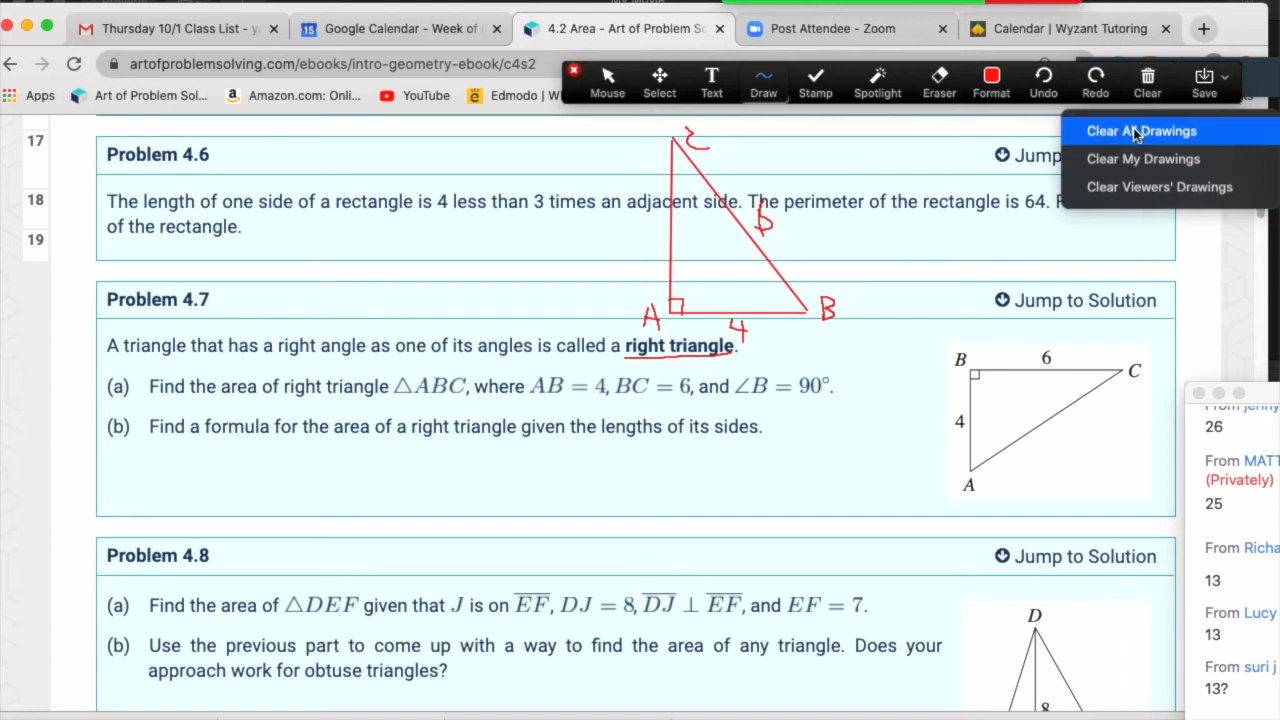 Thursday 10/1 Class List -
Google Calendar - Week of
4.2 Area - Art of Problem So
Post Attendee - Zoom
Calendar | Wyzant Tutoring
artofproblemsolving.com/ebooks/intro-geometry-ebook/c4s2
Mouse
Select
Text
Draw
Stamp
Spotlight
Eraser
Format
Undo
Redo
Clear
Save
Apps
Art of Problem Sol...
Amazon.com: Onli...
YouTube
Edmodo | W
Clear All Drawings
Clear My Drawings
Clear Viewers' Drawings
17
18
19
Problem 4.6
Jump
The length of one side of a rectangle is 4 less than 3 times an adjacent side. The perimeter of the rectangle is 64.
of the rectangle.
C
b
A
B
4
Problem 4.7
Jump to Solution
A triangle that has a right angle as one of its angles is called a right triangle.
(a) Find the area of right triangle △ABC, where AB = 4, BC = 6, and ∠B = 90°.
(b) Find a formula for the area of a right triangle given the lengths of its sides.
B
6
C
4
A
Problem 4.8
Jump to Solution
(a) Find the area of △DEF given that J is on EF, DJ = 8, DJ ⊥ EF, and EF = 7.
(b) Use the previous part to come up with a way to find the area of any triangle. Does your
approach work for obtuse triangles?
D
8
From jenny
26
From MATT
(Privately)
25
From Richa
13
From Lucy
13
From suri j
13?